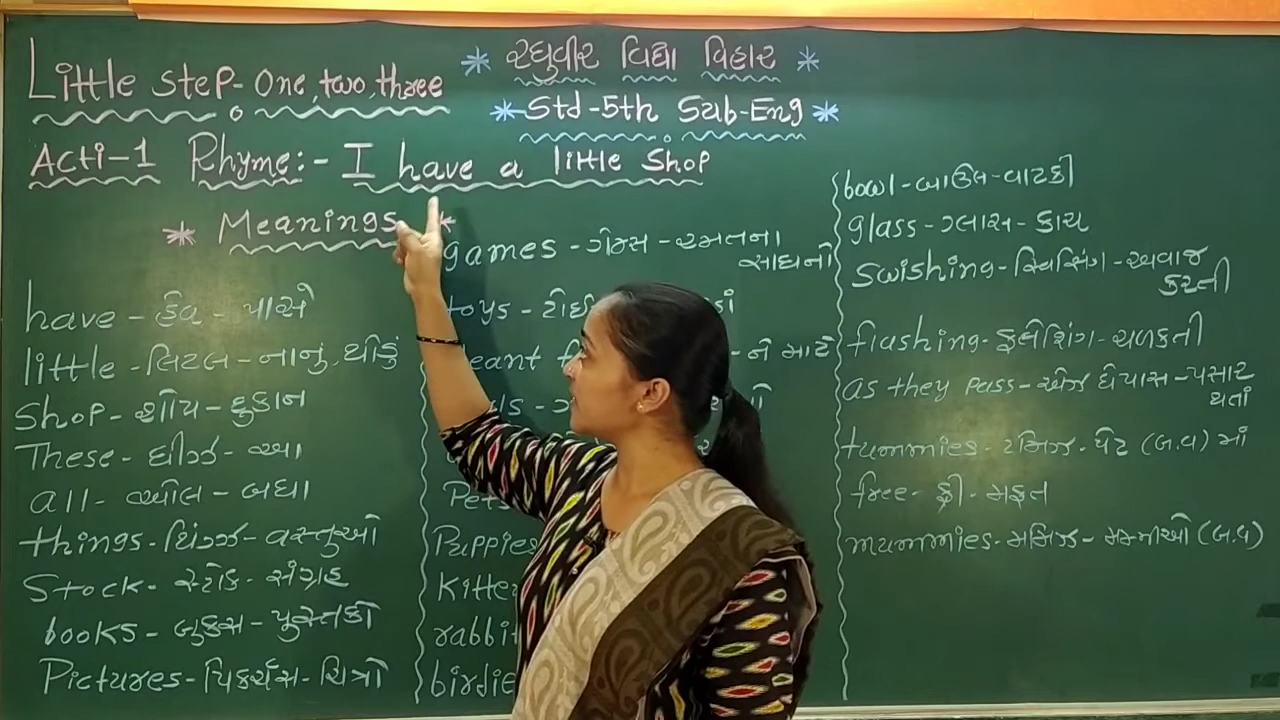 Little step-one, two, three
* રઘુવીર વિદ્યા વિહાર *
*Std-5th Sub-Eng*
Acti-1 Rhyme:- I have a little Shop
* Meanings *
have - હેવ - પાસે
little - લિટલ - નાનું, થોડું
Shop - શોપ - દુકાન
These - ધીઝ - આ
all - ઓલ - બધા
things - થિંગ્ઝ - વસ્તુઓ
Stock - સ્ટોક - સંગ્રહ
books - બુક્સ - પુસ્તકો
Pictures - પિકચર્સ - ચિત્રો
games - ગેમ્સ - રમતના
સાધનો
toys - ટોઈ
meant - ને માટે
Pets
Puppies
Kitte
rabbit
birdie
bowl - બાઉલ - વાટકી
glass - ગ્લાસ - કાચ
Swishing - સ્વિસિંગ - અવાજ
કરતી
flashing - ફ્લેશિંગ - ચળકતી
as they Pass - એઝ ધેપાસ - પસાર
થતાં
tummies - ટમિઝ - પેટ (બ.વ) માં
free - ફ્રી - મફત
mummies - મમિઝ - મમ્મીઓ (બ.વ)